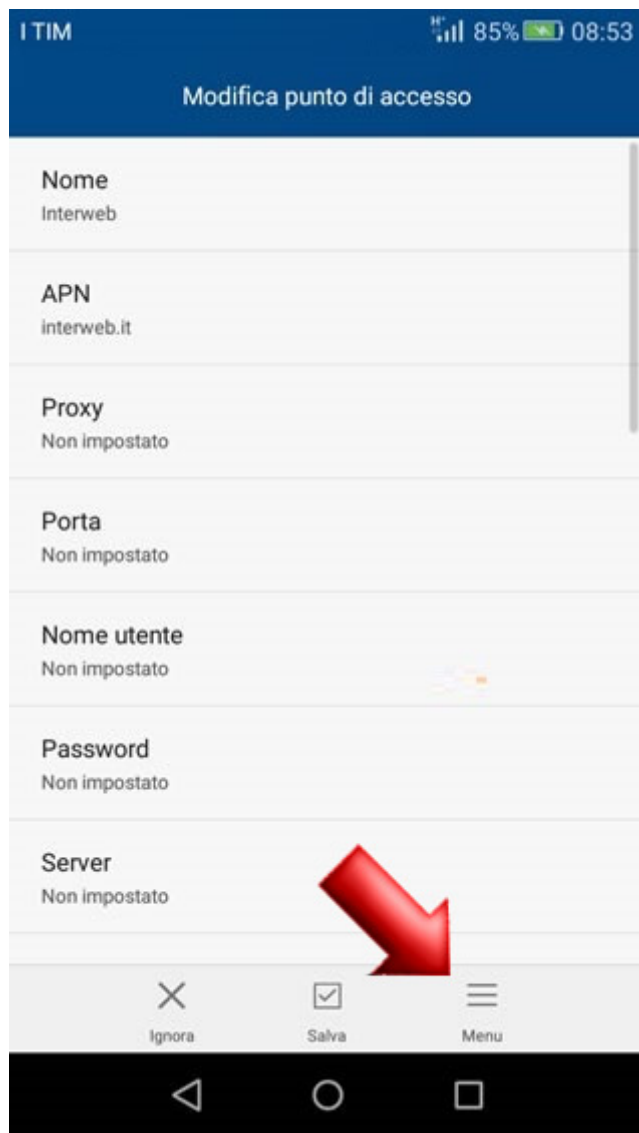 I TIM H+ 85% 08:53
Modifica punto di accesso
Nome
Interweb
APN
interweb.it
Proxy
Non impostato
Porta
Non impostato
Nome utente
Non impostato
Password
Non impostato
Server
Non impostato
Ignora Salva Menu